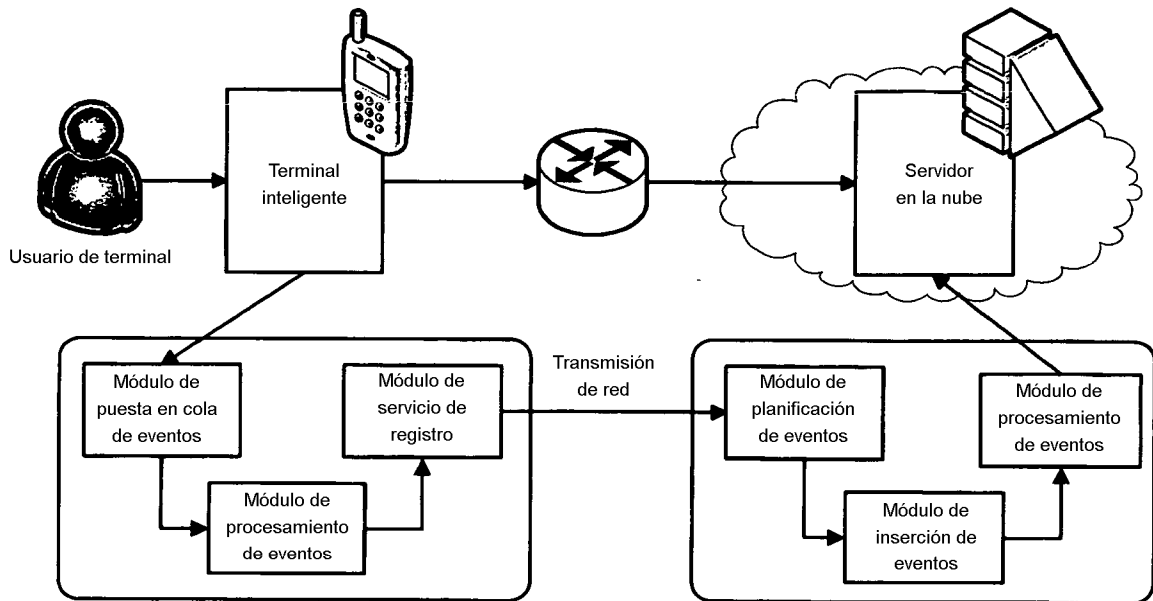 Terminal
inteligente
Servidor
en la nube
Usuario de terminal
Módulo de
puesta en cola
de eventos
Módulo de
servicio de
registro
Transmisión
de red
Módulo de
planificación
de eventos
Módulo de
procesamiento
de eventos
Módulo de
procesamiento
de eventos
Módulo de
inserción de
eventos